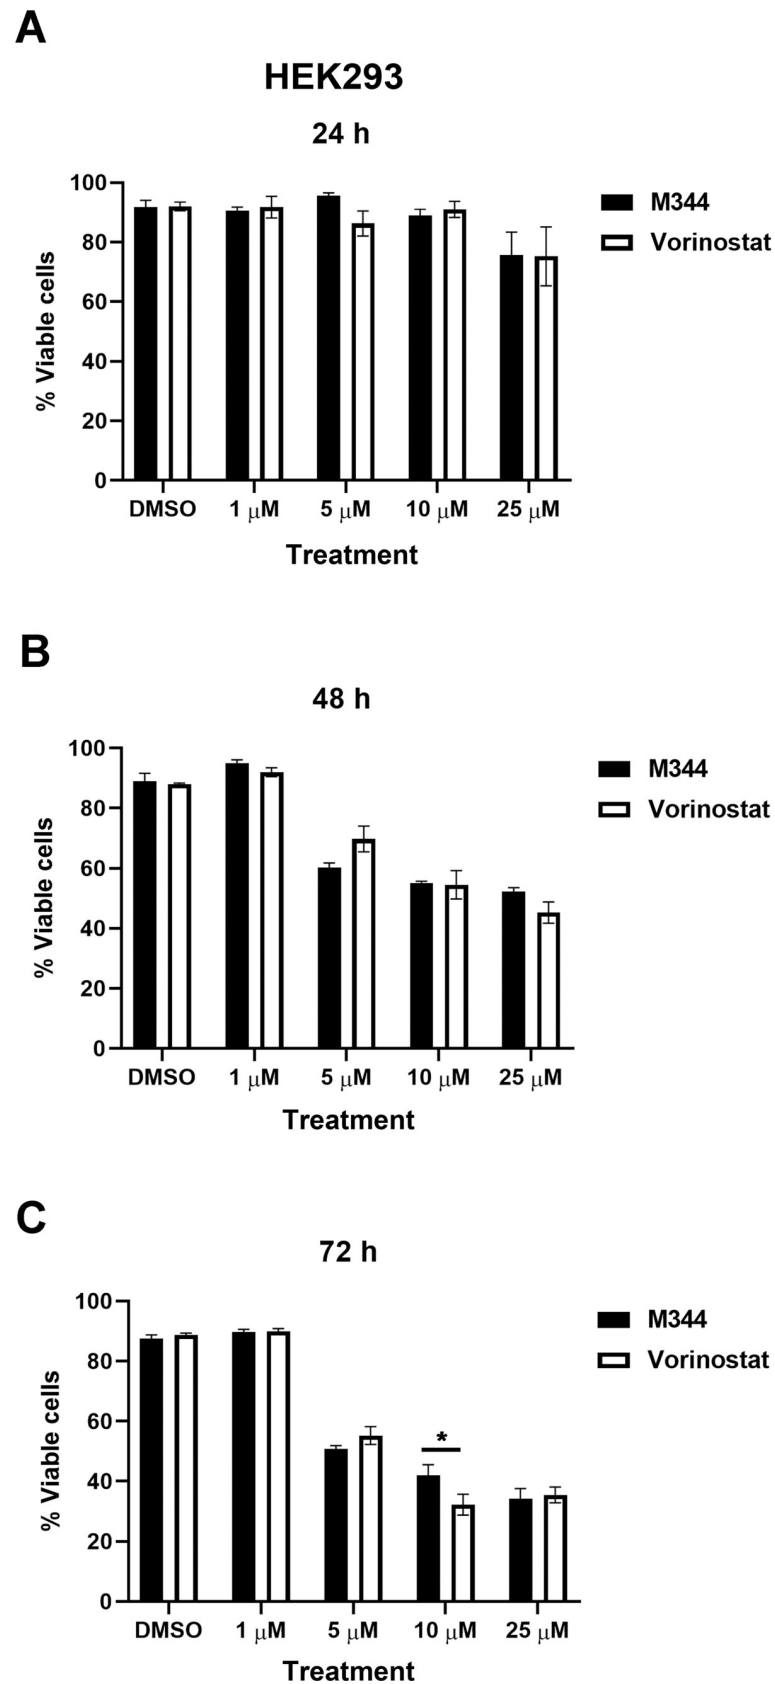 A
HEK293
24 h
100
80
60
40
20
0
% Viable cells
DMSO 1 μM 5 μM 10 μM 25 μM
Treatment
M344
Vorinostat
B
48 h
100
80
60
40
20
0
% Viable cells
DMSO 1 μM 5 μM 10 μM 25 μM
Treatment
M344
Vorinostat
C
72 h
100
80
60
40
20
0
% Viable cells
*
DMSO 1 μM 5 μM 10 μM 25 μM
Treatment
M344
Vorinostat